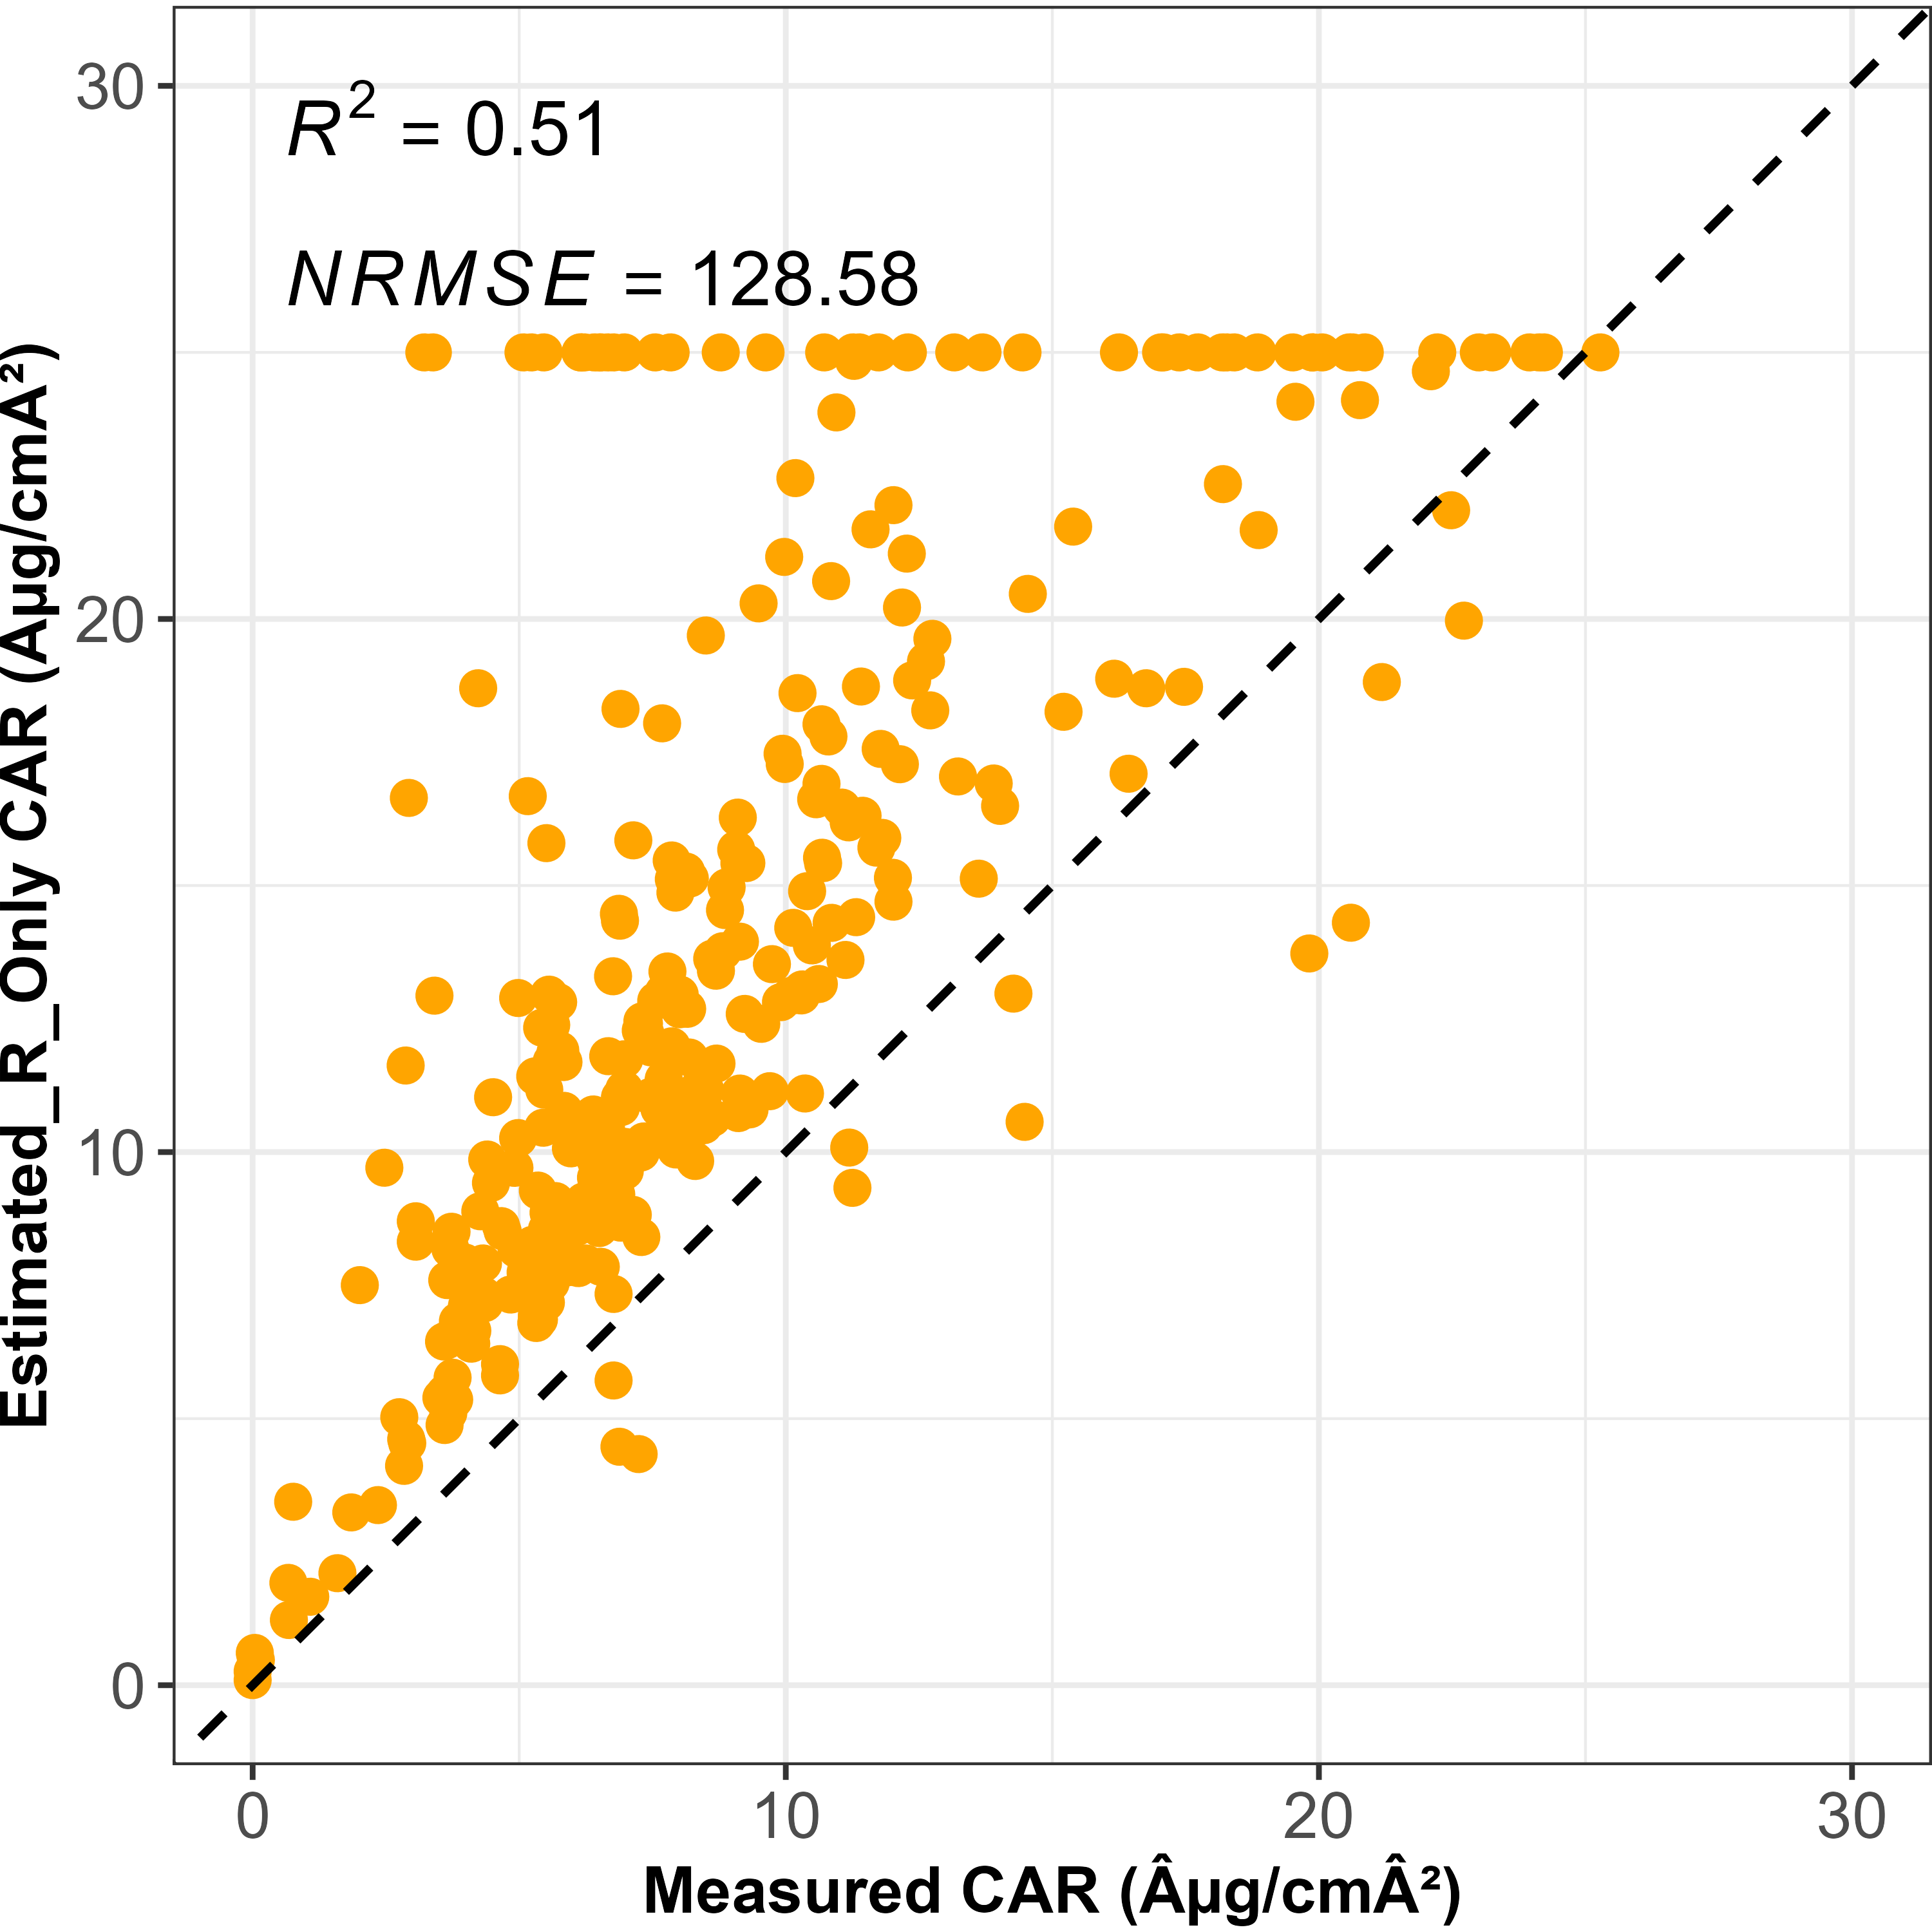 R² = 0.51
NRMSE = 128.58
Estimated_R_Only CAR (Âµg/cmÂ²)
30
20
10
0
0 10 20 30
Measured CAR (Âµg/cmÂ²)